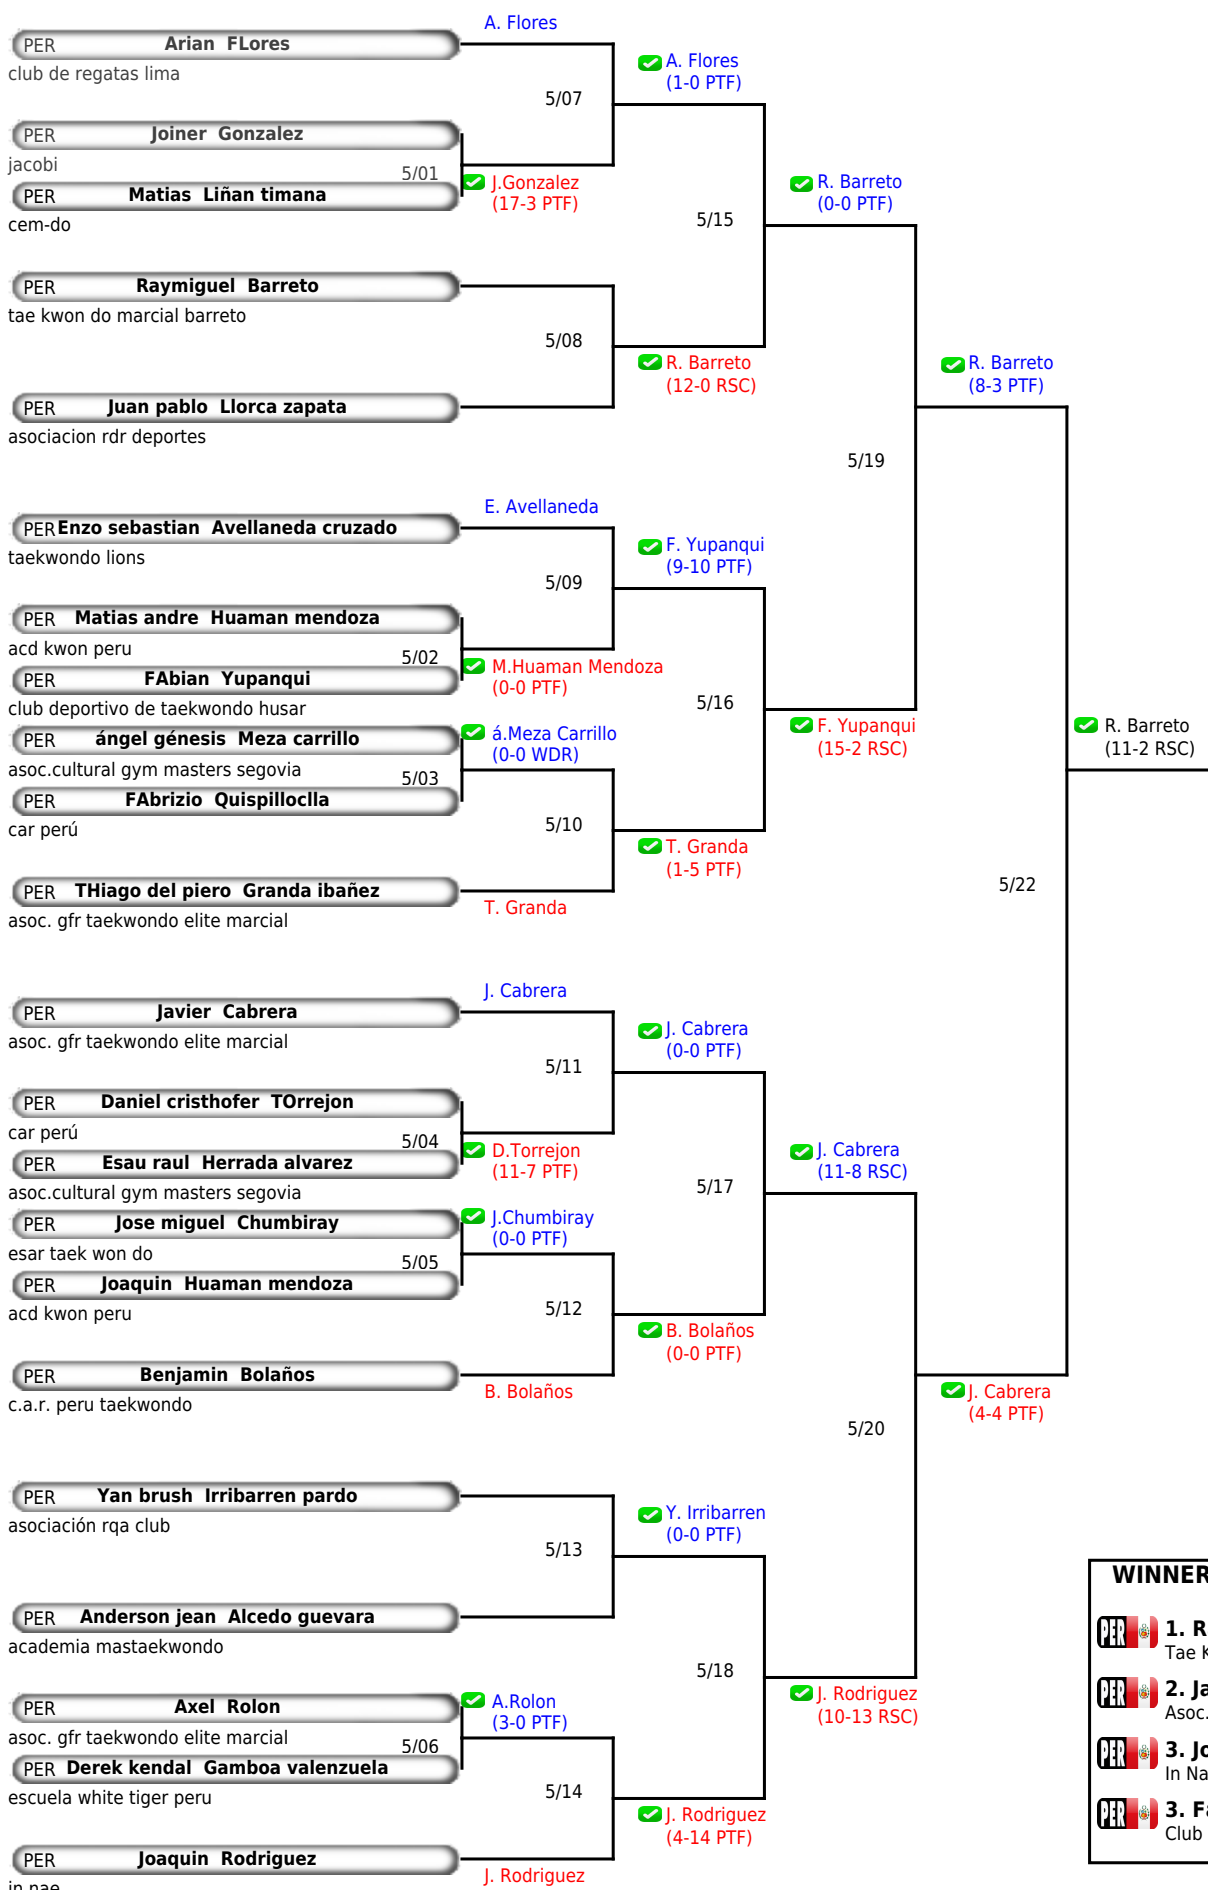 A. Flores
PER Arian FLores
club de regatas lima
A. Flores
(1-0 PTF)
5/07
PER Joiner Gonzalez
jacobi
5/01
J.Gonzalez
(17-3 PTF)
PER Matias Liñan timana
cem-do
R. Barreto
(0-0 PTF)
5/15
PER Raymiguel Barreto
tae kwon do marcial barreto
5/08
R. Barreto
(12-0 RSC)
R. Barreto
(8-3 PTF)
PER Juan pablo Llorca zapata
asociacion rdr deportes
5/19
E. Avellaneda
PER Enzo sebastian Avellaneda cruzado
taekwondo lions
F. Yupanqui
(9-10 PTF)
5/09
PER Matias andre Huaman mendoza
acd kwon peru
5/02
M.Huaman Mendoza
(0-0 PTF)
PER FAbian Yupanqui
club deportivo de taekwondo husar
5/16
F. Yupanqui
(15-2 RSC)
R. Barreto
(11-2 RSC)
PER ángel génesis Meza carrillo
asoc.cultural gym masters segovia
á.Meza Carrillo
(0-0 WDR)
5/03
PER FAbrizio Quispilloclla
car perú
5/10
T. Granda
(1-5 PTF)
PER THiago del piero Granda ibañez
asoc. gfr taekwondo elite marcial
T. Granda
5/22
J. Cabrera
PER Javier Cabrera
asoc. gfr taekwondo elite marcial
J. Cabrera
(0-0 PTF)
5/11
PER Daniel cristhofer TOrrejon
car perú
5/04
D.Torrejon
(11-7 PTF)
PER Esau raul Herrada alvarez
asoc.cultural gym masters segovia
J. Cabrera
(11-8 RSC)
5/17
PER Jose miguel Chumbiray
esar taek won do
J.Chumbiray
(0-0 PTF)
5/05
PER Joaquin Huaman mendoza
acd kwon peru
5/12
B. Bolaños
(0-0 PTF)
PER Benjamin Bolaños
c.a.r. peru taekwondo
B. Bolaños
J. Cabrera
(4-4 PTF)
5/20
PER Yan brush Irribarren pardo
asociación rqa club
Y. Irribarren
(0-0 PTF)
5/13
PER Anderson jean Alcedo guevara
academia mastaekwondo
5/18
J. Rodriguez
(10-13 RSC)
PER Axel Rolon
asoc. gfr taekwondo elite marcial
A.Rolon
(3-0 PTF)
5/06
PER Derek kendal Gamboa valenzuela
escuela white tiger peru
5/14
J. Rodriguez
(4-14 PTF)
PER Joaquin Rodriguez
in nae
J. Rodriguez
WINNER
PER 1. R
Tae K
PER 2. Ja
Asoc.
PER 3. Jo
In Na
PER 3. Fa
Club